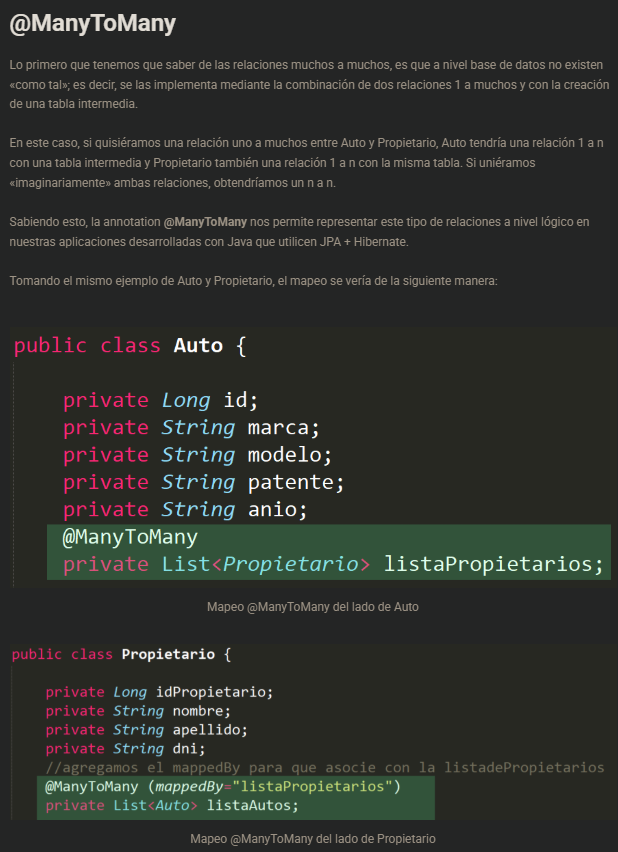 @ManyToMany
Lo primero que tenemos que saber de las relaciones muchos a muchos, es que a nivel base de datos no existen
«como tal»; es decir, se las implementa mediante la combinación de dos relaciones 1 a muchos y con la creación
de una tabla intermedia.
En este caso, si quisiéramos una relación uno a muchos entre Auto y Propietario, Auto tendría una relación 1 a n
con una tabla intermedia y Propietario también una relación 1 a n con la misma tabla. Si uniéramos
«imaginariamente» ambas relaciones, obtendríamos un n a n.
Sabiendo esto, la annotation @ManyToMany nos permite representar este tipo de relaciones a nivel lógico en
nuestras aplicaciones desarrolladas con Java que utilicen JPA + Hibernate.
Tomando el mismo ejemplo de Auto y Propietario, el mapeo se vería de la siguiente manera:
public class Auto {
private Long id;
private String marca;
private String modelo;
private String patente;
private String anio;
@ManyToMany
private List<Propietario> listaPropietarios;
Mapeo @ManyToMany del lado de Auto
public class Propietario {
private Long idPropietario;
private String nombre;
private String apellido;
private String dni;
//agregamos el mappedBy para que asocie con la listadePropietarios
@ManyToMany (mappedBy="listaPropietarios")
private List<Auto> listaAutos;
Mapeo @ManyToMany del lado de Propietario